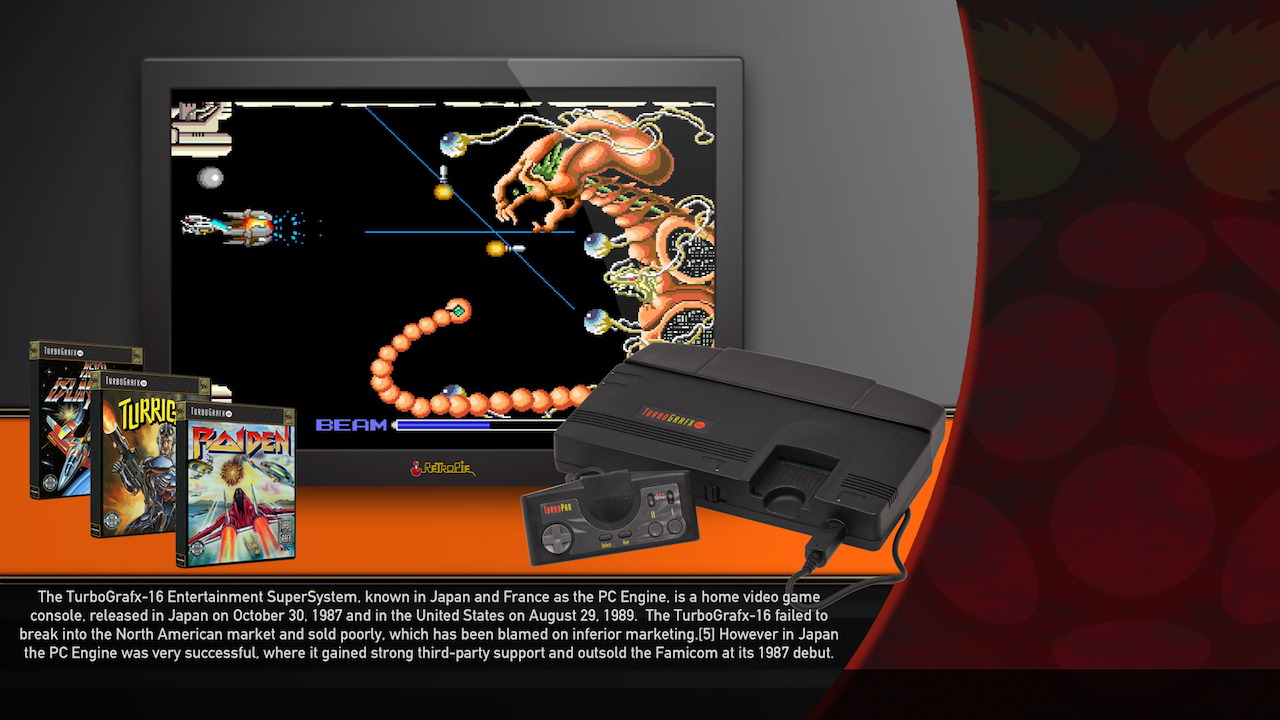 BEAM
RETROPIE
TURBOGRAFX
TURBOGRAFX
TURRIC
TURBOGRAFX
RAIDEN
TURBOGRAFX
TURBOPAD
II I
Select Run
The TurboGrafx-16 Entertainment SuperSystem, known in Japan and France as the PC Engine, is a home video game
console, released in Japan on October 30, 1987 and in the United States on August 29, 1989. The TurboGrafx-16 failed to
break into the North American market and sold poorly, which has been blamed on inferior marketing.[5] However in Japan
the PC Engine was very successful, where it gained strong third-party support and outsold the Famicom at its 1987 debut.